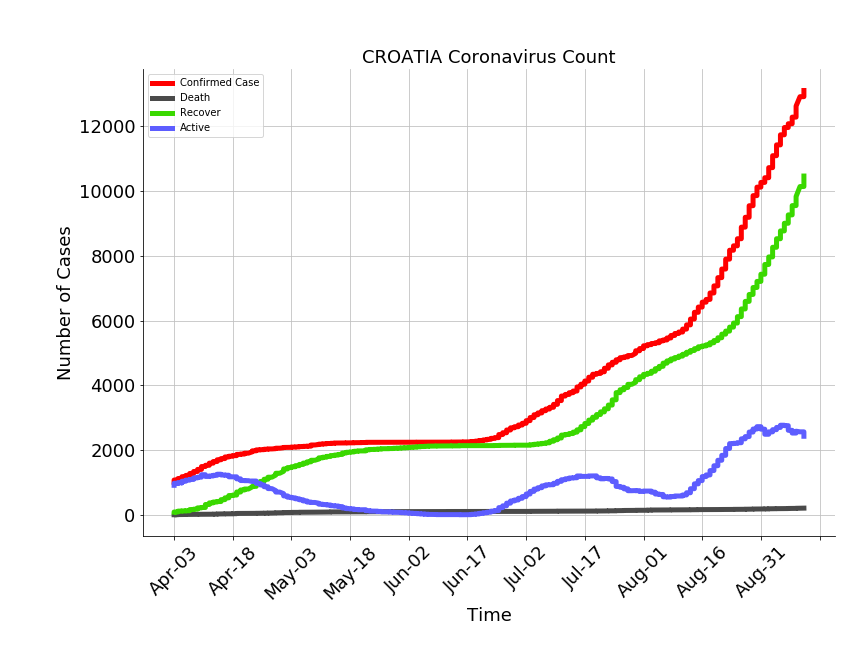 CROATIA Coronavirus Count
Confirmed Case
Death
Recover
Active
Number of Cases
12000
10000
8000
6000
4000
2000
0
Apr-03
Apr-18
May-03
May-18
Jun-02
Jun-17
Jul-02
Jul-17
Aug-01
Aug-16
Aug-31
Time